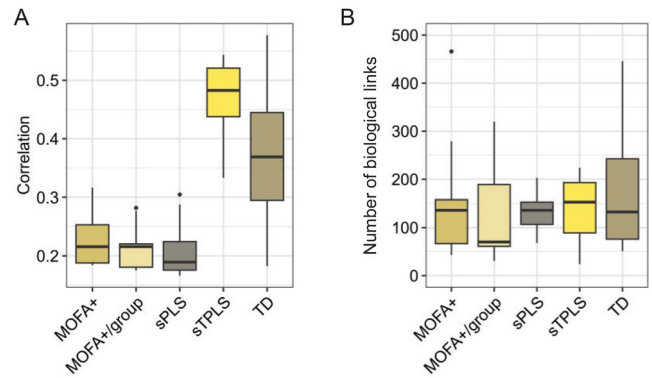 A
Correlation
0.5
0.4
0.3
0.2
MOFA+
MOFA+/group
sPLS
sTPLS
TD
B
Number of biological links
500
400
300
200
100
0
MOFA+
MOFA+/group
sPLS
sTPLS
TD